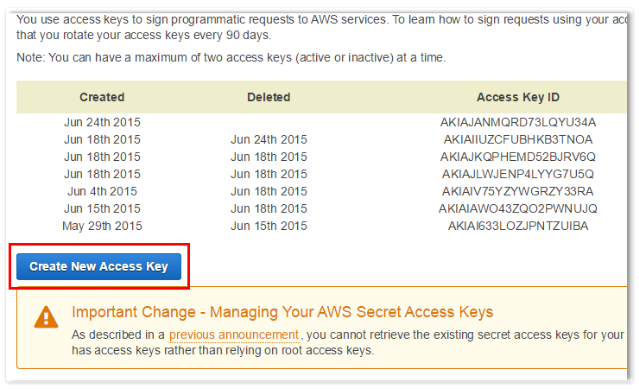 You use access keys to sign programmatic requests to AWS services. To learn how to sign requests using your acc
that you rotate your access keys every 90 days.
Note: You can have a maximum of two access keys (active or inactive) at a time.
Created Deleted Access Key ID
Jun 24th 2015 AKIAJANMQRD73LQYU34A
Jun 18th 2015 Jun 24th 2015 AKIAIIUZCFUBHKB3TNOA
Jun 18th 2015 Jun 18th 2015 AKIAJKQPHEMD52BJRV6Q
Jun 18th 2015 Jun 18th 2015 AKIAJLWJENP4LYYG7U5Q
Jun 4th 2015 Jun 18th 2015 AKIAIV75YZYWGRZY33RA
Jun 15th 2015 Jun 18th 2015 AKIAIAWO43ZQO2PWNUJQ
May 29th 2015 Jun 15th 2015 AKIAI633LOZJPNTZUIBA
Create New Access Key
Important Change - Managing Your AWS Secret Access Keys
As described in a previous announcement, you cannot retrieve the existing secret access keys for your
has access keys rather than relying on root access keys.